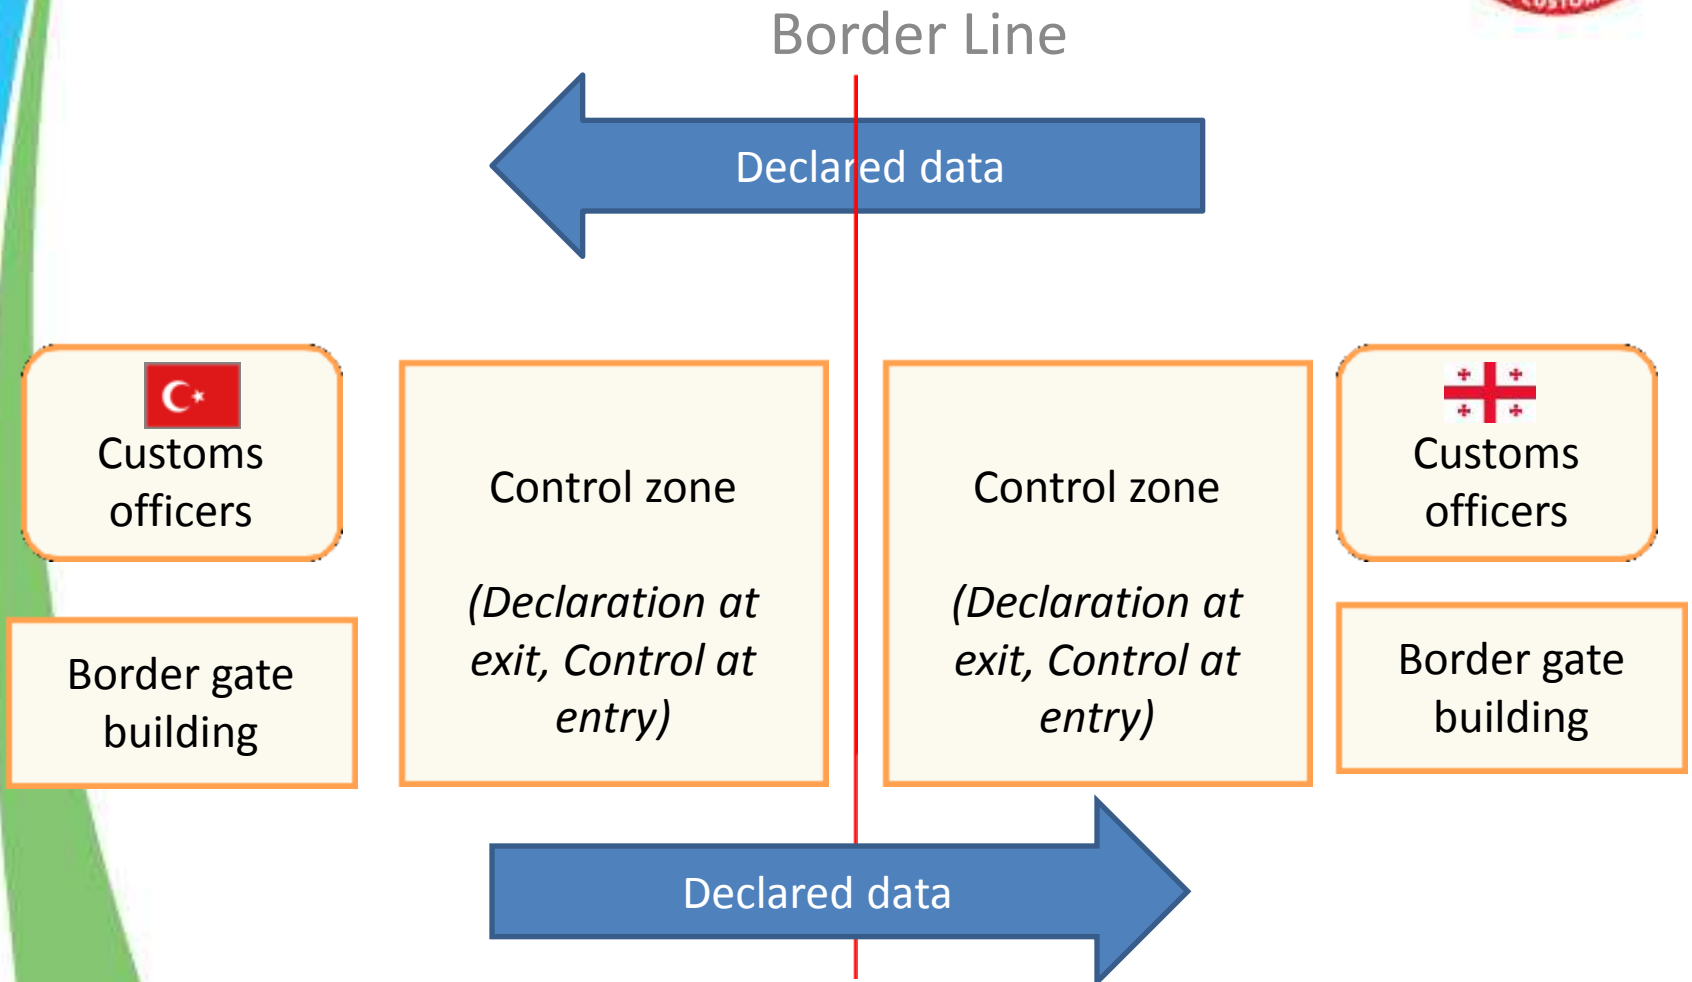 CUSTOM
Border Line
Declared data
Customs
officers
Border gate
building
Control zone
(Declaration at
exit, Control at
entry)
Control zone
(Declaration at
exit, Control at
entry)
Customs
officers
Border gate
building
Declared data